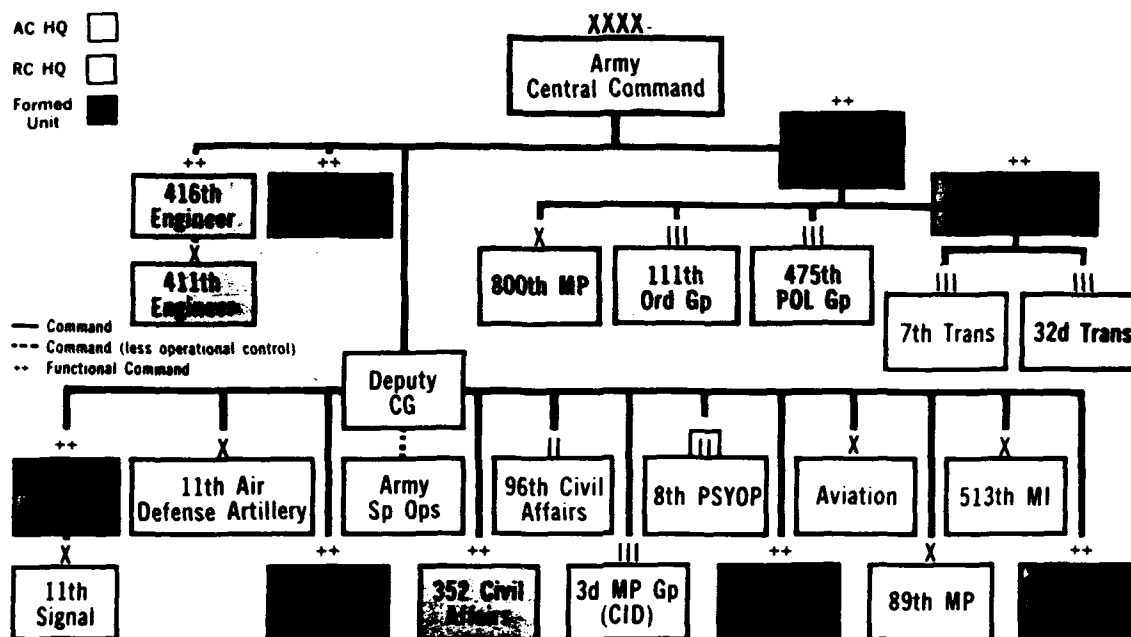 AC HQ
RC HQ
Formed
Unit
XXXX
Army
Central Command
++
++
++
++
416th
Engineer
X
411th
Engineer
X
800th MP
III
111th
Ord Gp
III
475th
POL Gp
III
7th Trans
III
32d Trans
Command
Command (less operational control)
++ Functional Command
Deputy
CG
++
X
11th Air
Defense Artillery
Army
Sp Ops
II
96th Civil
Affairs
II
8th PSYOP
X
Aviation
X
513th MI
X
11th
Signal
++
++
352 Civil
Affairs
III
3d MP Gp
(CID)
++
X
89th MP
++